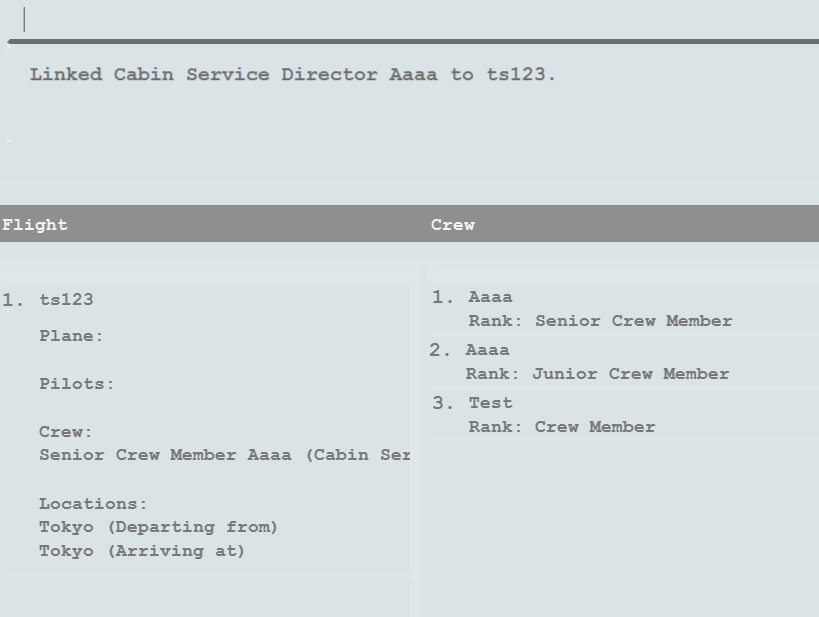 Linked Cabin Service Director Aaaa to ts123.
Flight
Crew
1. ts123
Plane:
Pilots:
Crew:
Senior Crew Member Aaaa (Cabin Ser
Locations:
Tokyo (Departing from)
Tokyo (Arriving at)
1. Aaaa
Rank: Senior Crew Member
2. Aaaa
Rank: Junior Crew Member
3. Test
Rank: Crew Member